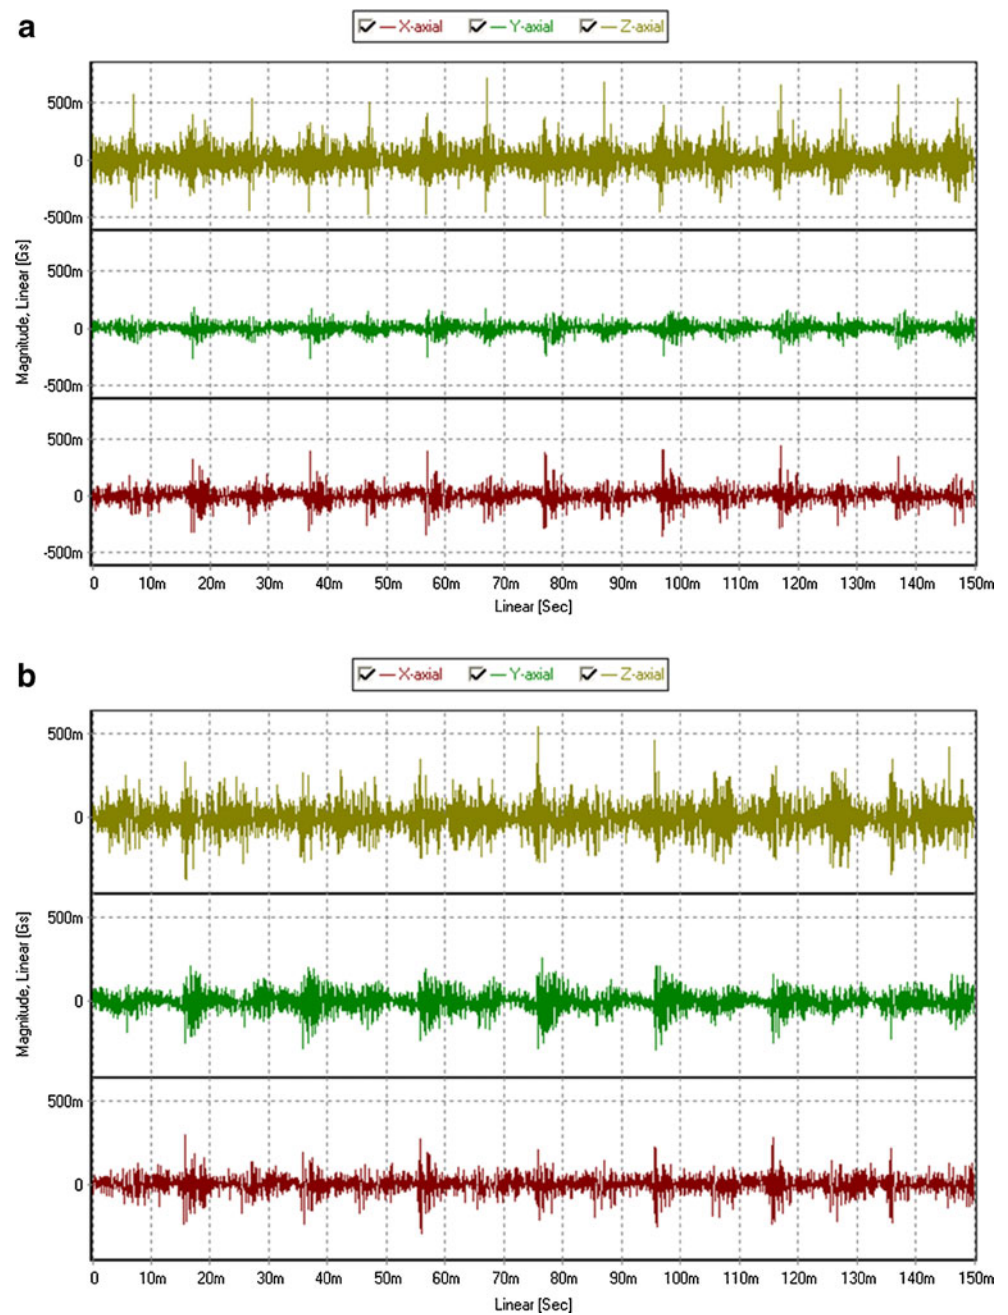 a
X-axial Y-axial Z-axial
500m
0
-500m
500m
0
-500m
500m
0
-500m
Magnitude, Linear [Gs]
0 10m 20m 30m 40m 50m 60m 70m 80m 90m 100m 110m 120m 130m 140m 150m
Linear [Sec]
b
X-axial Y-axial Z-axial
500m
0
500m
0
500m
0
Magnitude, Linear [Gs]
0 10m 20m 30m 40m 50m 60m 70m 80m 90m 100m 110m 120m 130m 140m 150m
Linear [Sec]